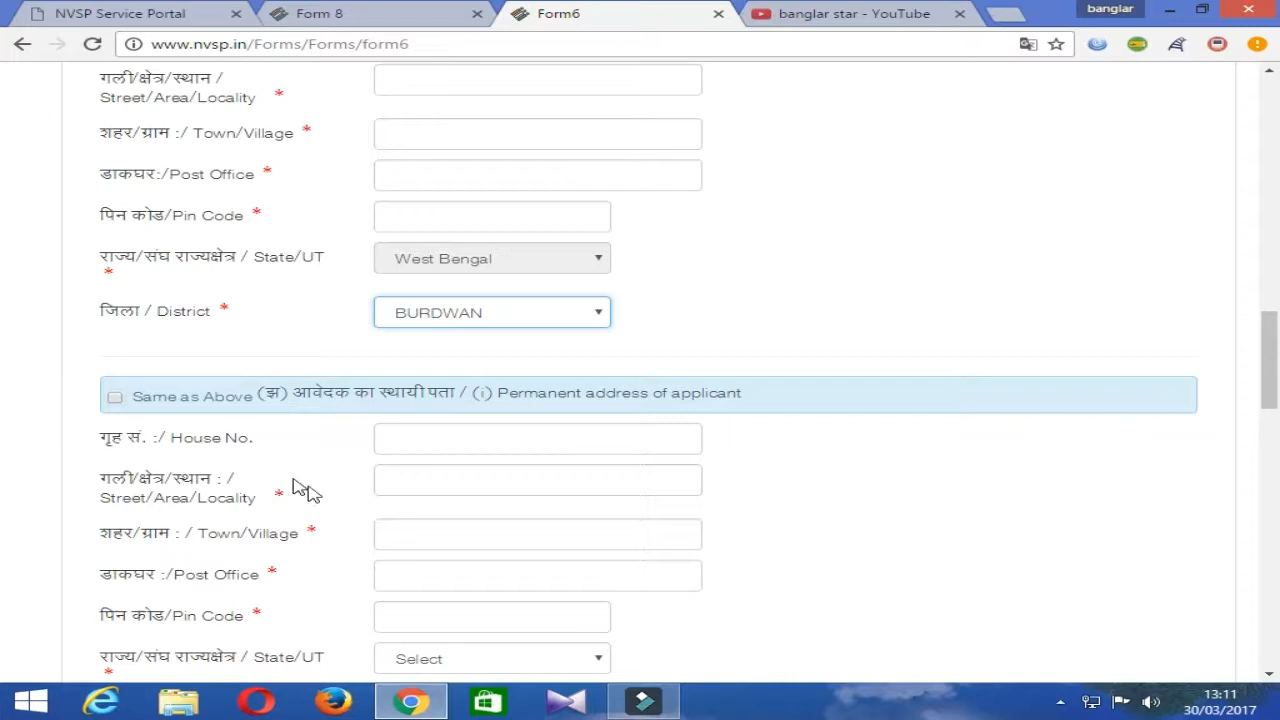 NVSP Service Portal
Form 8
Form6
banglar star - YouTube
banglar
www.nvsp.in/Forms/Forms/form6
गली/क्षेत्र/स्थान /
Street/Area/Locality *
शहर/ग्राम :/ Town/Village *
डाकघर:/Post Office *
पिन कोड/Pin Code *
राज्य/संघ राज्यक्षेत्र / State/UT
*
West Bengal
जिला / District *
BURDWAN
Same as Above (झ) आवेदक का स्थायी पता / (i) Permanent address of applicant
गृह सं. :/ House No.
गली/क्षेत्र/स्थान : /
Street/Area/Locality *
शहर/ग्राम : / Town/Village *
डाकघर :/Post Office *
पिन कोड/Pin Code *
राज्य/संघ राज्यक्षेत्र / State/UT
*
Select
13:11
30/03/2017